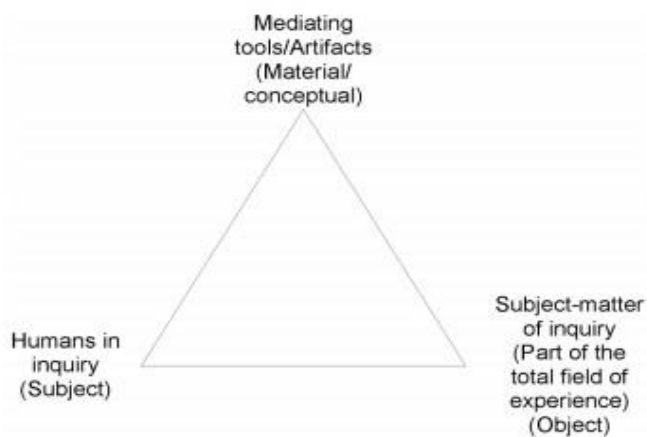 Mediating
tools/Artifacts
(Material/
conceptual)
Humans in
inquiry
(Subject)
Subject-matter
of inquiry
(Part of the
total field of
experience)
(Object)